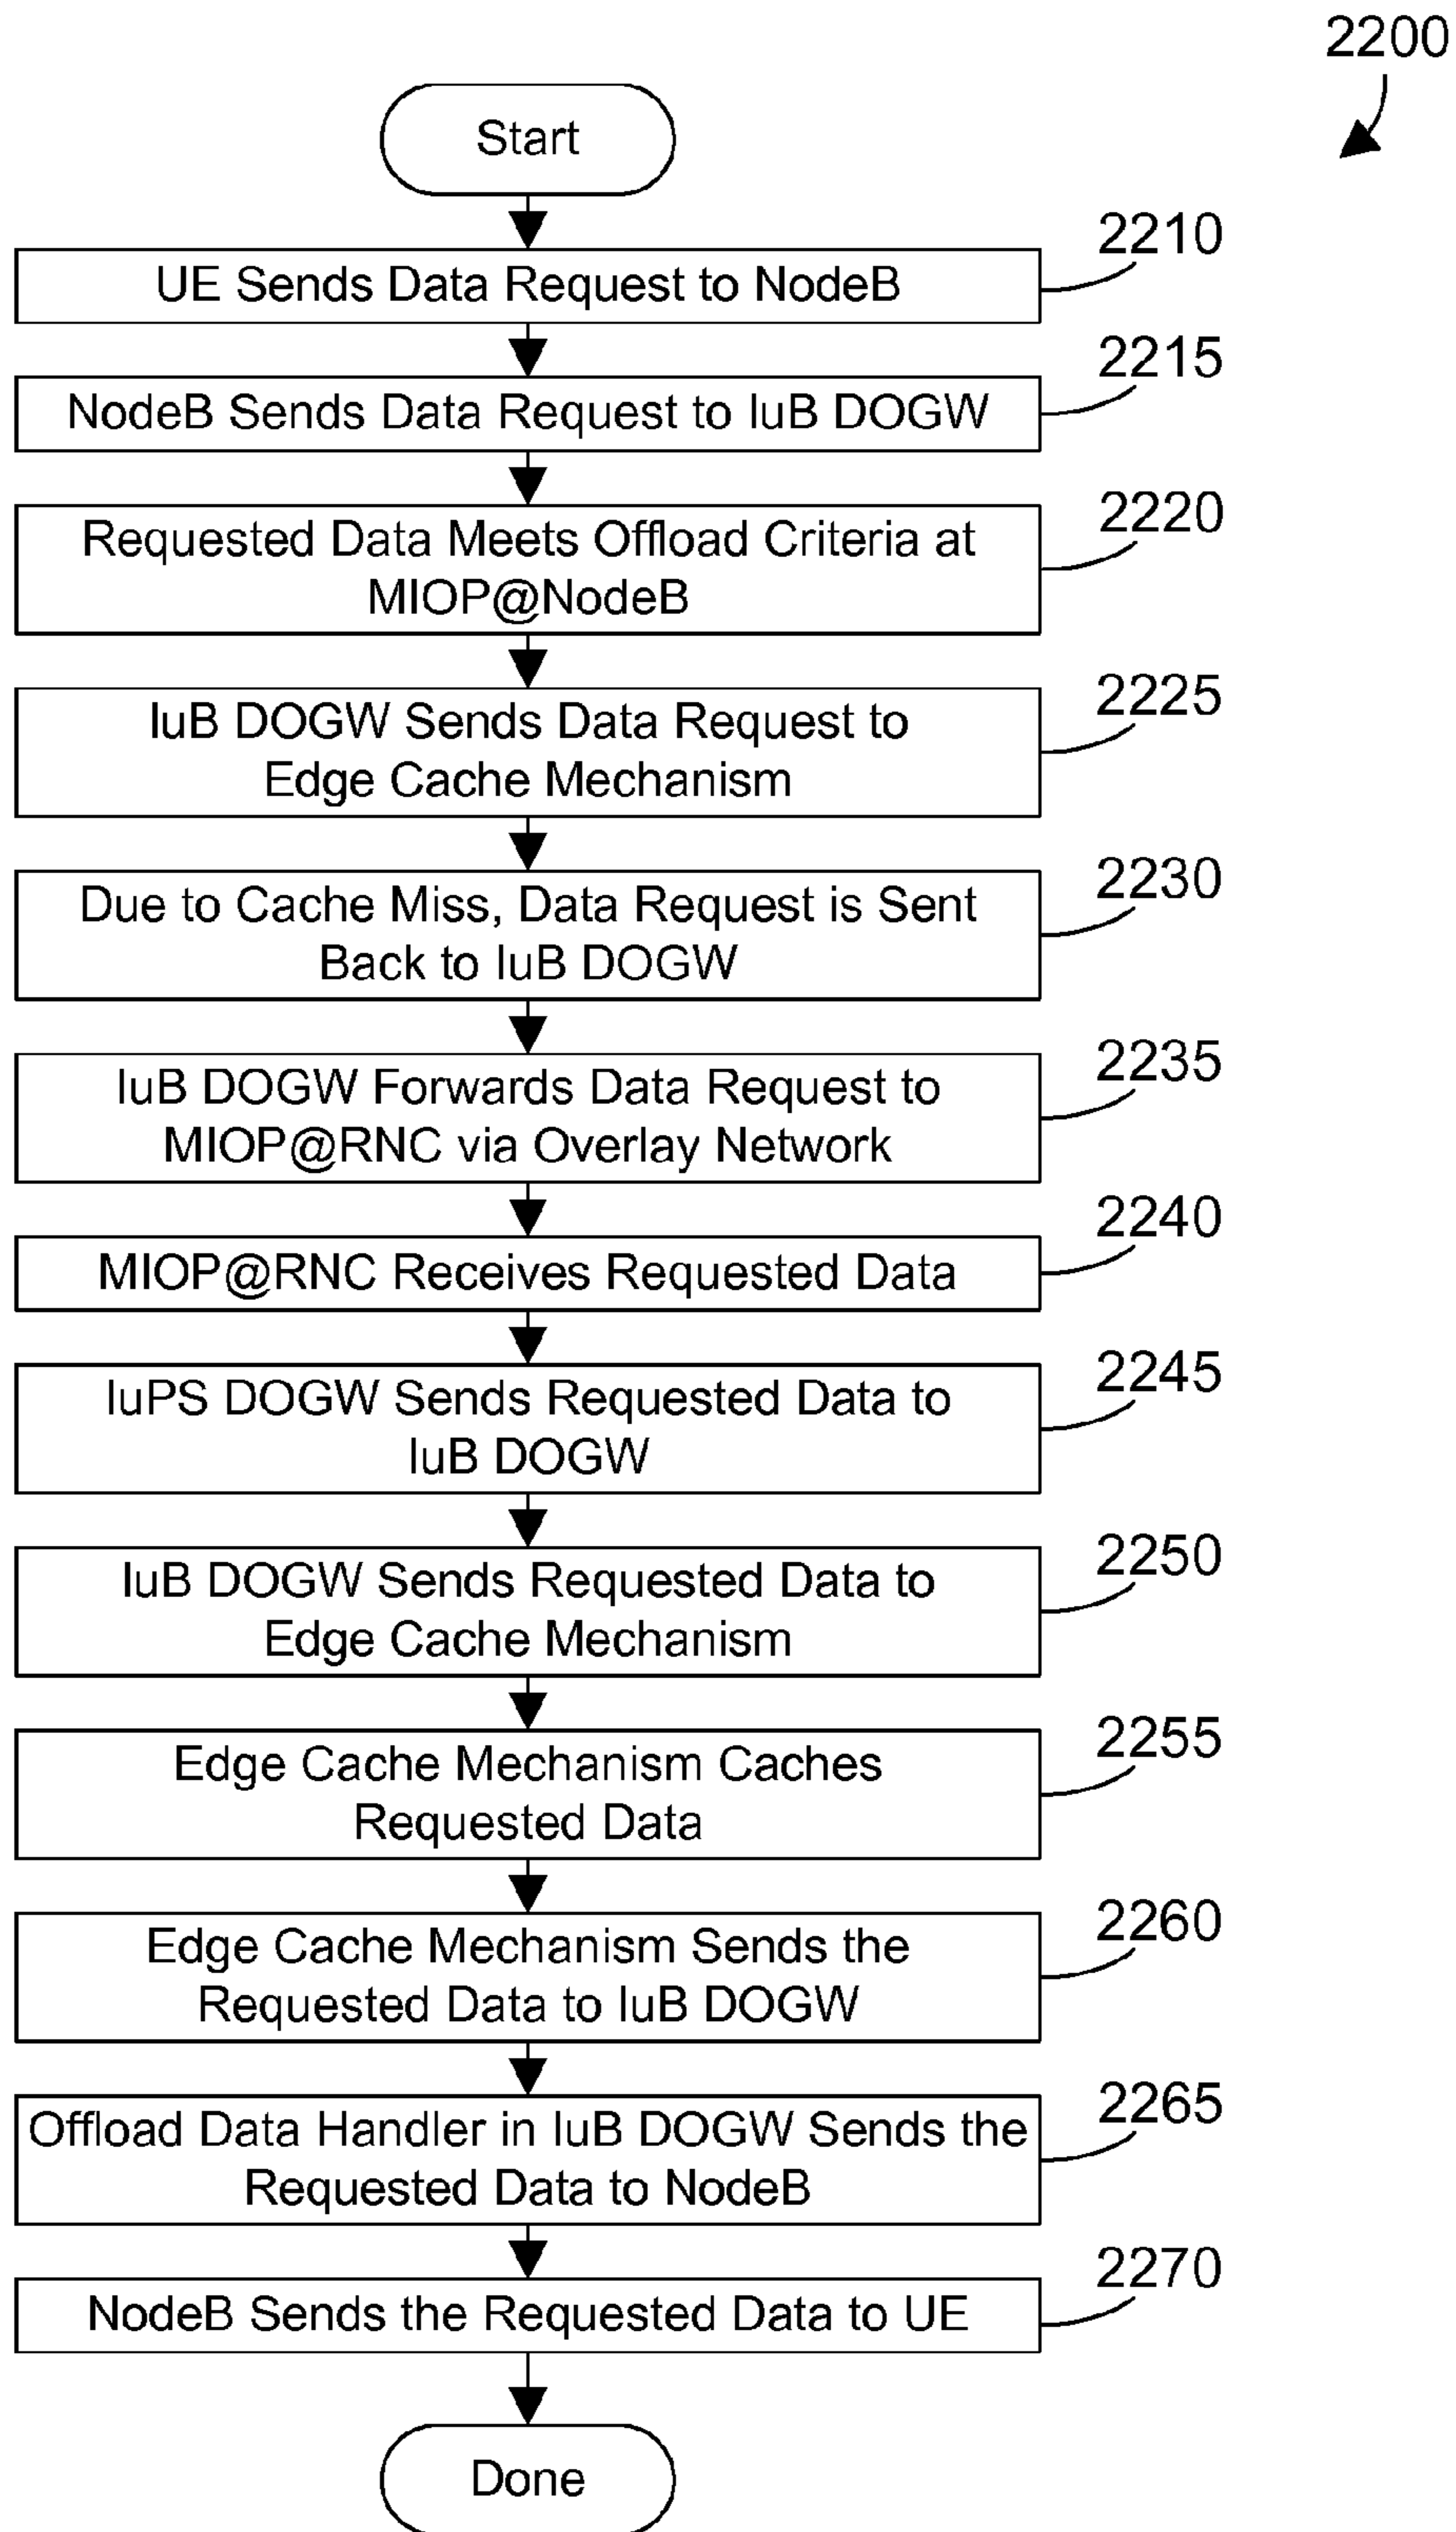 2200
Start
2210
UE Sends Data Request to NodeB
2215
NodeB Sends Data Request to IuB DOGW
2220
Requested Data Meets Offload Criteria at
MIOP@NodeB
2225
IuB DOGW Sends Data Request to
Edge Cache Mechanism
2230
Due to Cache Miss, Data Request is Sent
Back to IuB DOGW
2235
IuB DOGW Forwards Data Request to
MIOP@RNC via Overlay Network
2240
MIOP@RNC Receives Requested Data
2245
IuPS DOGW Sends Requested Data to
IuB DOGW
2250
IuB DOGW Sends Requested Data to
Edge Cache Mechanism
2255
Edge Cache Mechanism Caches
Requested Data
2260
Edge Cache Mechanism Sends the
Requested Data to IuB DOGW
2265
Offload Data Handler in IuB DOGW Sends the
Requested Data to NodeB
2270
NodeB Sends the Requested Data to UE
Done